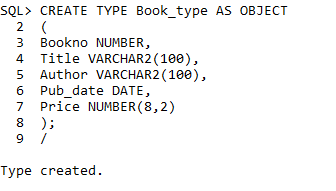 SQL> CREATE TYPE Book_type AS OBJECT
2 (
3 Bookno NUMBER,
4 Title VARCHAR2(100),
5 Author VARCHAR2(100),
6 Pub_date DATE,
7 Price NUMBER(8,2)
8 );
9 /
Type created.